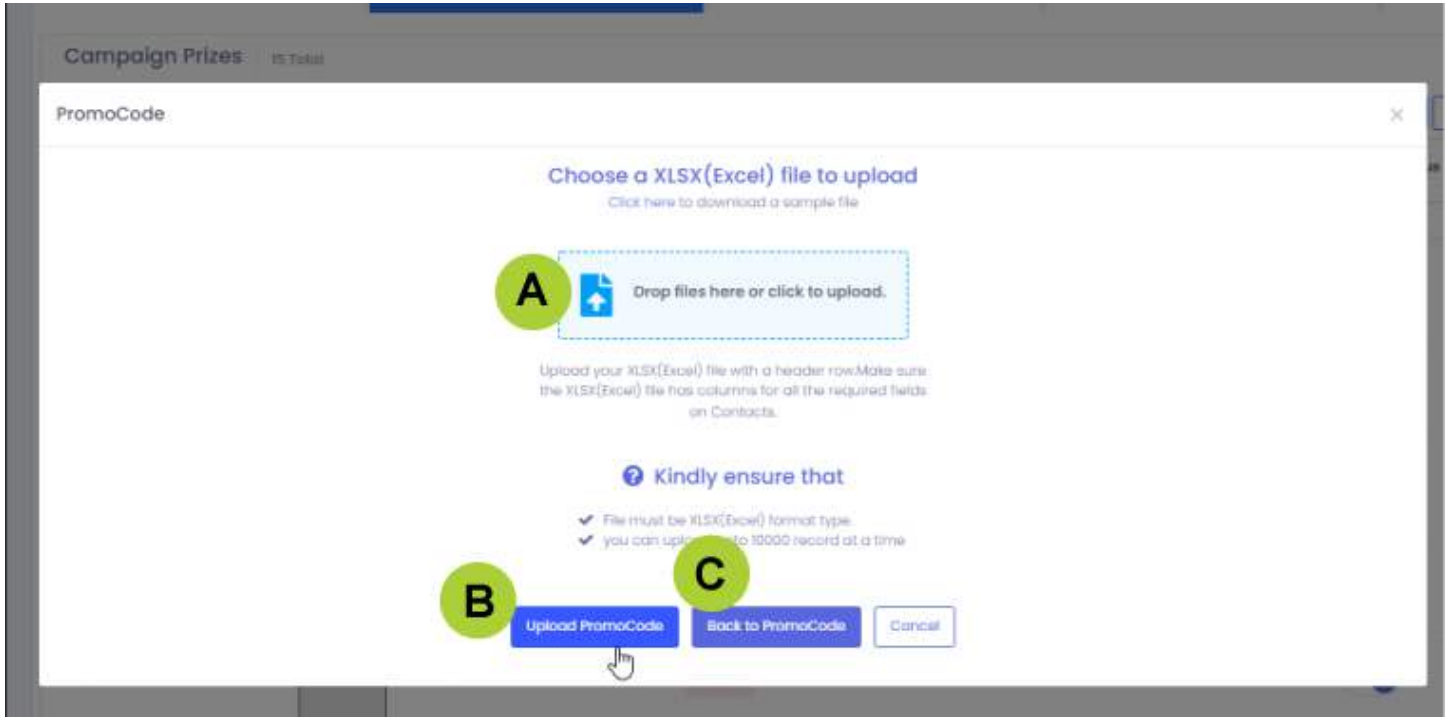 Campaign Prizes 15 Total
PromoCode
Choose a XLSX(Excel) file to upload
Click here to download a sample file
A
Drop files here or click to upload.
Upload your XLSX(Excel) file with a header row.Make sure
the XLSX(Excel) file has columns for all the required fields
on Contacts.
Kindly ensure that
File must be XLSX(Excel) format type.
you can upload to 10000 record at a time
B
C
Upload PromoCode
Back to PromoCode
Cancel